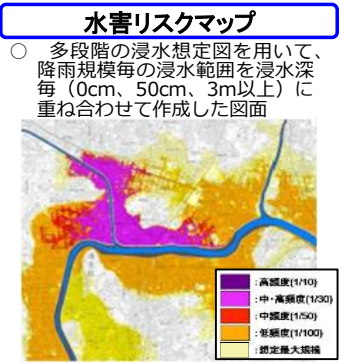 水害リスクマップ
○ 多段階の浸水想定図を用いて、
降雨規模毎の浸水範囲を浸水深
毎（0cm、50cm、3m以上）に
重ね合わせて作成した図面
：高頻度(1/10)
：中・高頻度(1/30)
：中頻度(1/50)
：低頻度(1/100)
：想定最大規模